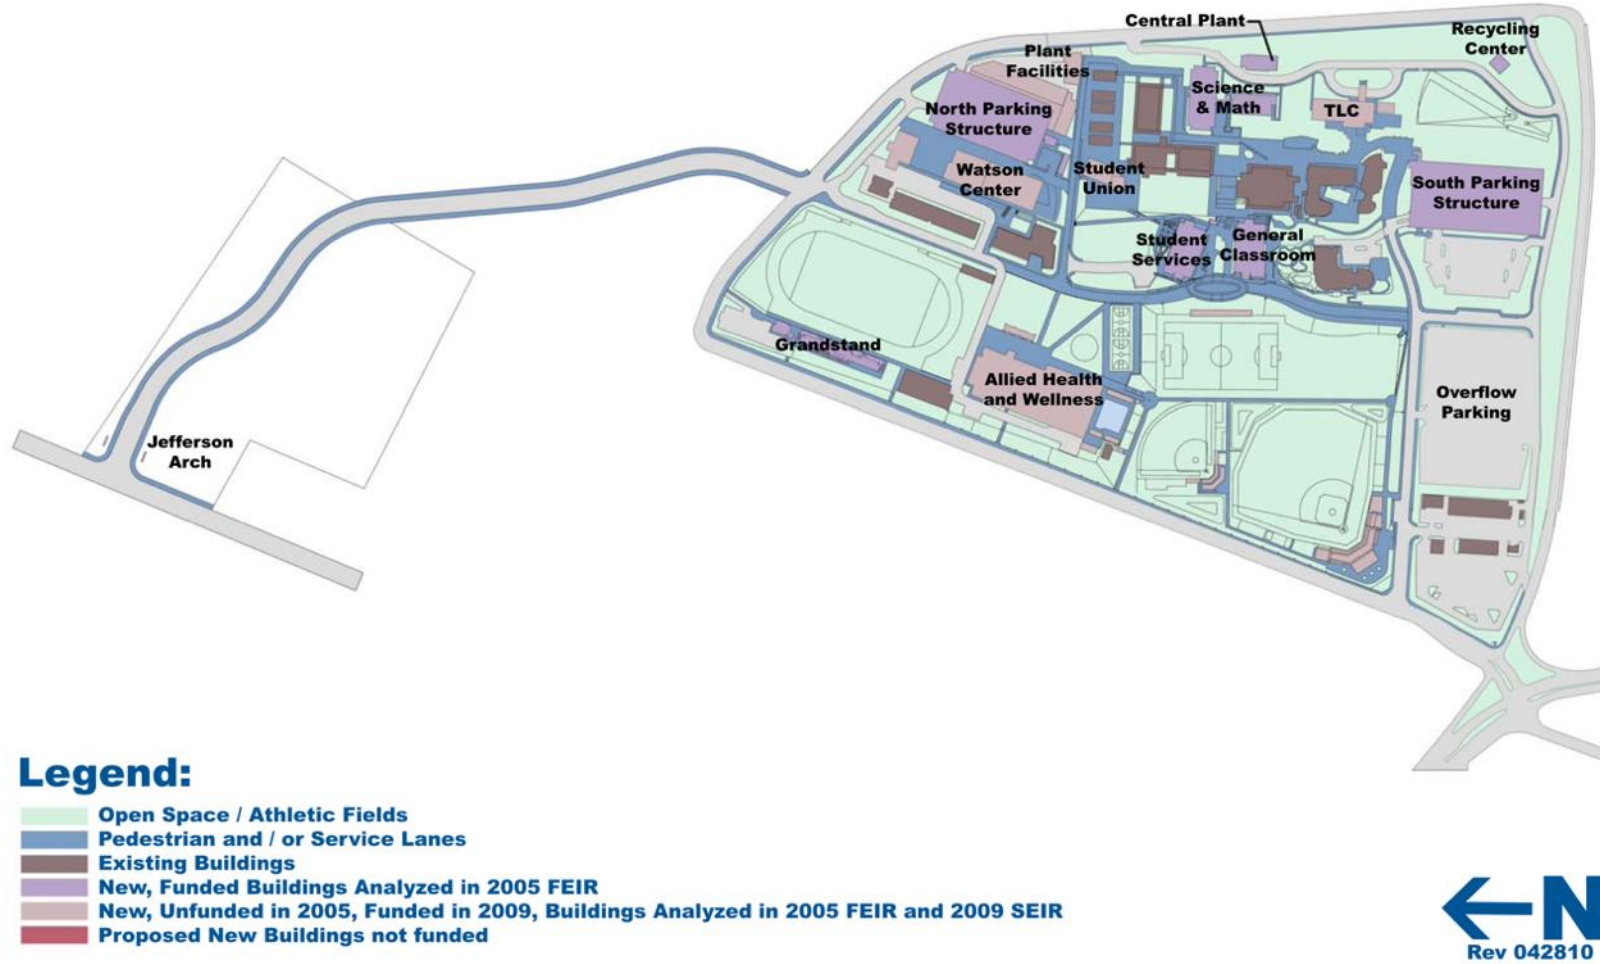 Central Plant
Recycling
Center
Plant
Facilities
Science
& Math
TLC
North Parking
Structure
Watson
Center
Student
Union
South Parking
Structure
Student
Services
General
Classroom
Grandstand
Allied Health
and Wellness
Overflow
Parking
Jefferson
Arch
Legend:
Open Space / Athletic Fields
Pedestrian and / or Service Lanes
Existing Buildings
New, Funded Buildings Analyzed in 2005 FEIR
New, Unfunded in 2005, Funded in 2009, Buildings Analyzed in 2005 FEIR and 2009 SEIR
Proposed New Buildings not funded
N
Rev 042810